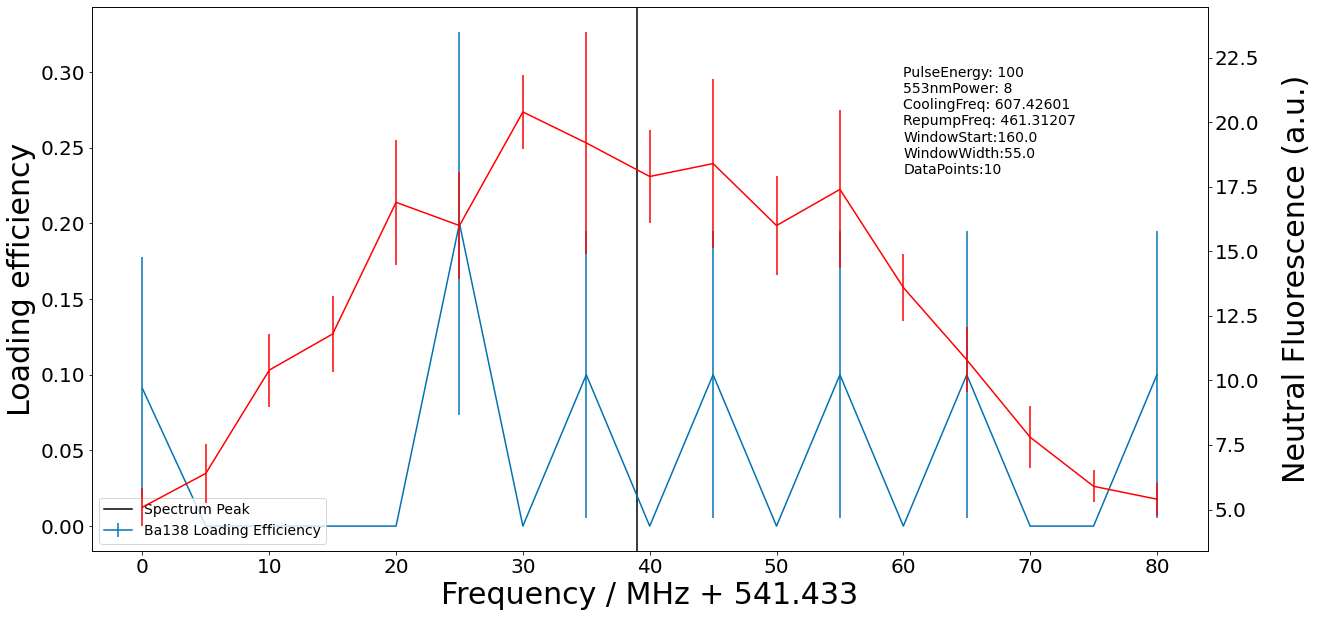 0.30
0.25
0.20
0.15
0.10
0.05
0.00
Loading efficiency
22.5
20.0
17.5
15.0
12.5
10.0
7.5
5.0
Neutral Fluorescence (a.u.)
PulseEnergy: 100
553nmPower: 8
CoolingFreq: 607.42601
RepumpFreq: 461.31207
WindowStart:160.0
WindowWidth:55.0
DataPoints:10
Spectrum Peak
Ba138 Loading Efficiency
0 10 20 30 40 50 60 70 80
Frequency / MHz + 541.433